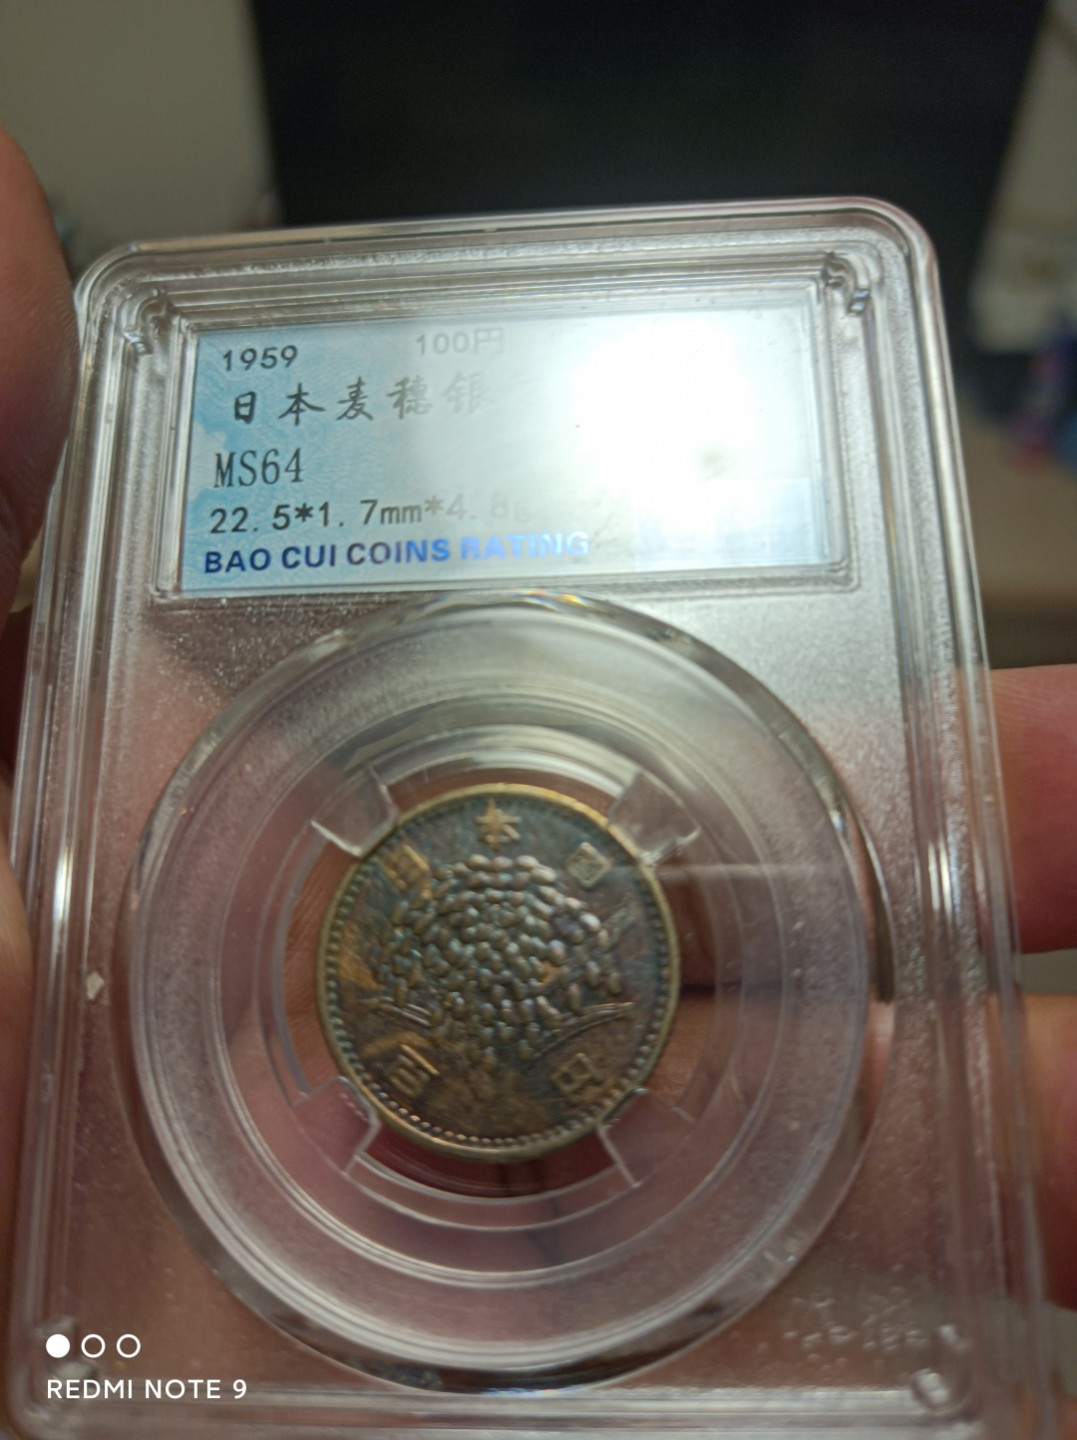 1959 100円
日本麦穗银
MS64
22.5*1.7mm*4.8g
BAO CUI COINS RATING
日 本 国
百 円
REDMI NOTE 9